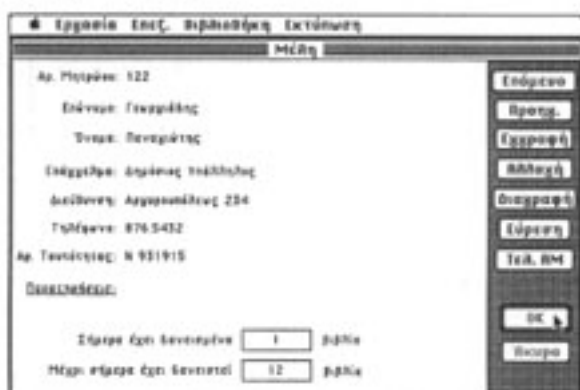 Εργασία Επεξ. Βιβλιοθήκη Εκτύπωση
Μέλη
Αρ. Μητρώου: 122
Επώνυμο: Γεωργιάδης
Όνομα: Παναγιώτης
Επάγγελμα: Δημόσιος Υπάλληλος
Διεύθυνση: Αργυρουπόλεως 234
Τηλέφωνο: 876.5432
Αρ. Ταυτότητας: Ν 931915
Παρατηρήσεις:
Σήμερα έχει δανεισμένα 1 βιβλία
Μέχρι σήμερα έχει δανειστεί 12 βιβλία
Επόμενο
Προηγ.
Εγγραφή
Αλλαγή
Διαγραφή
Εύρεση
Τελ. ΑΜ
OK
Άκυρο